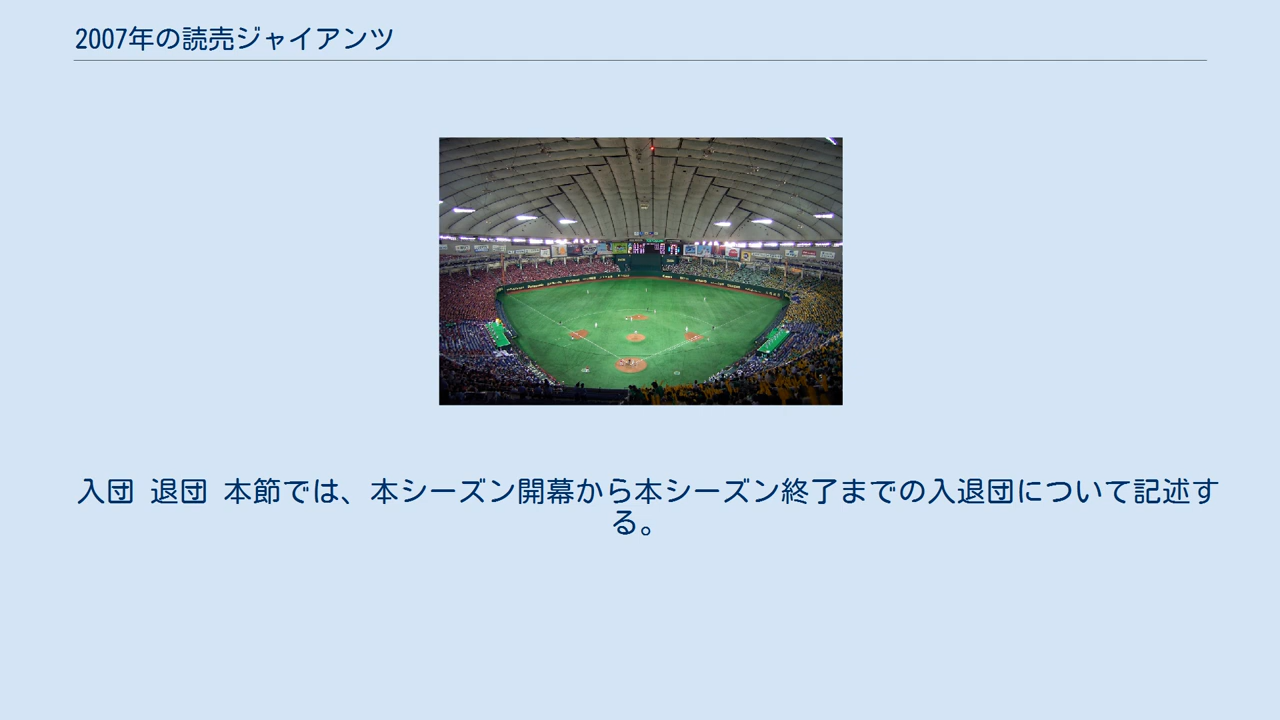 2007年の読売ジャイアンツ
入団 退団 本節では、本シーズン開幕から本シーズン終了までの入退団について記述す
る。